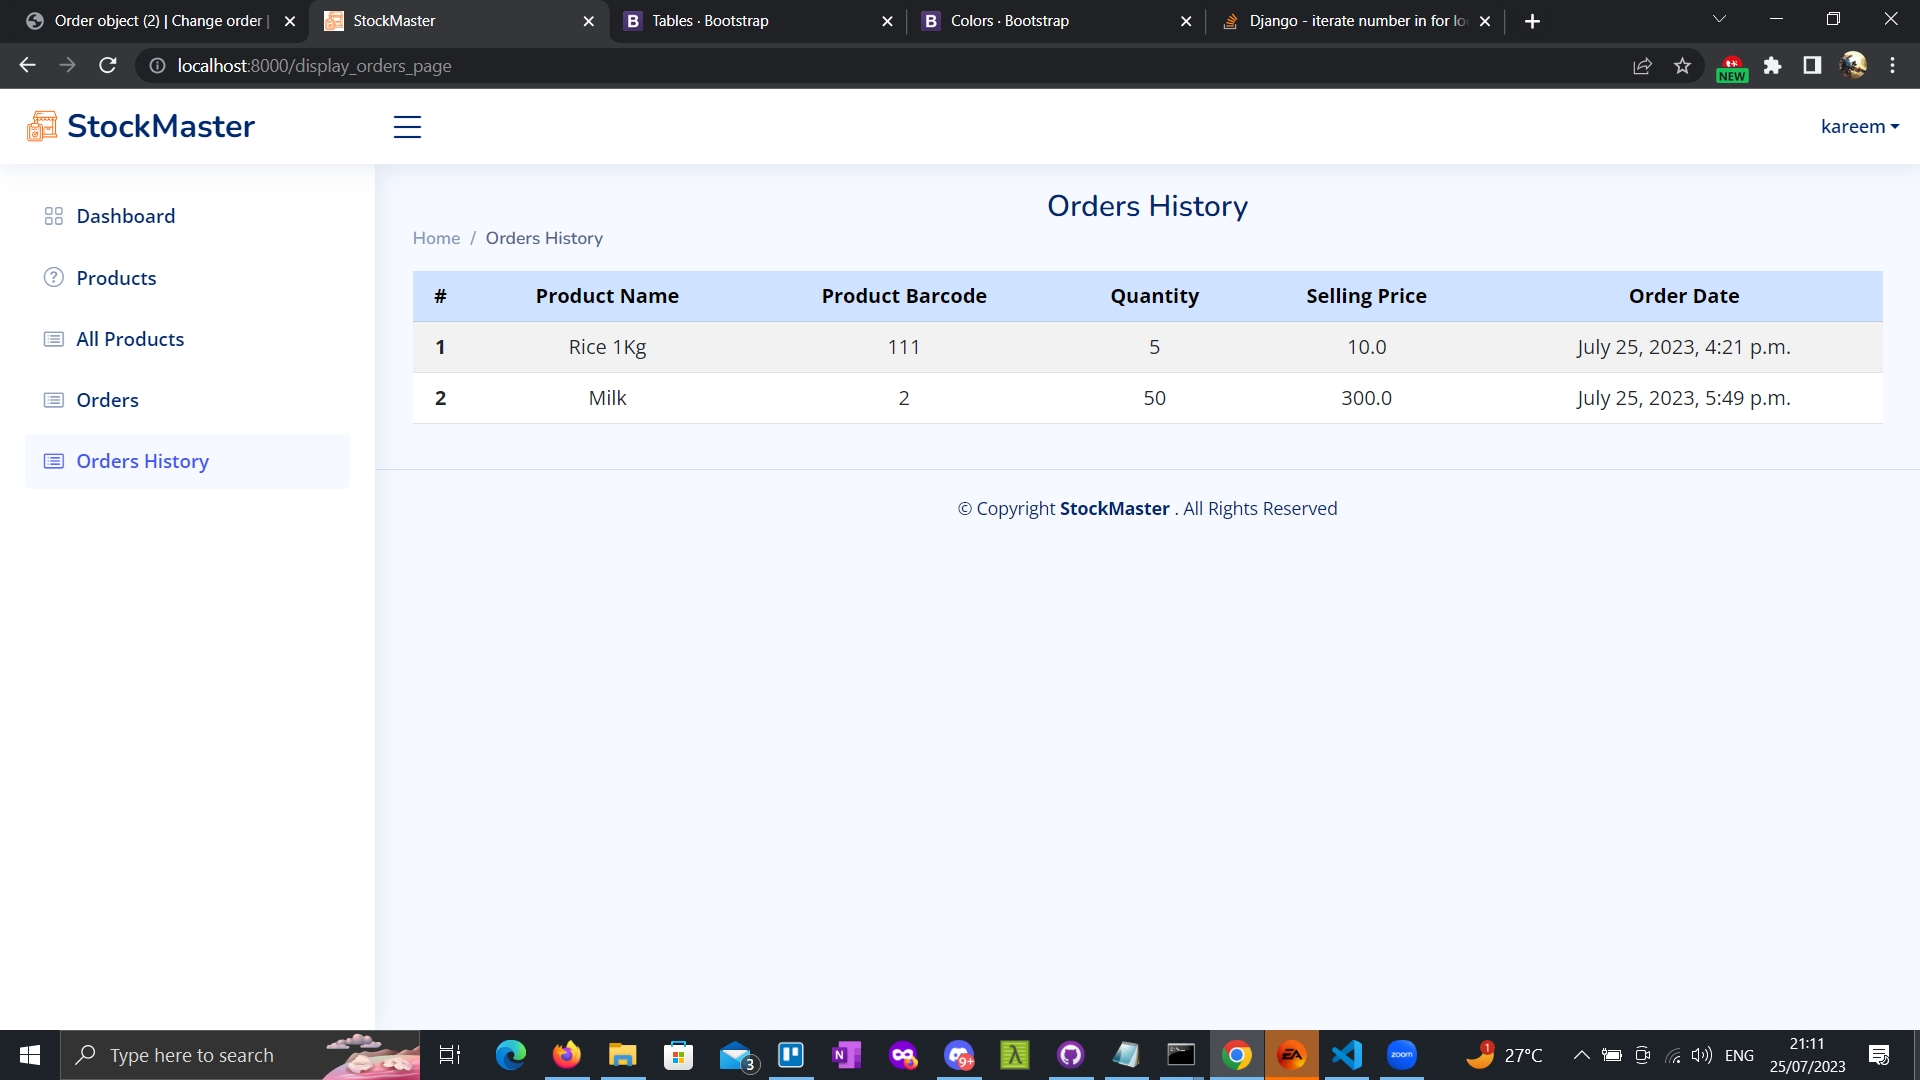 Order object (2) | Change order |
StockMaster
Tables · Bootstrap
Colors · Bootstrap
Django - iterate number in for lo
localhost:8000/display_orders_page
NEW
StockMaster
kareem
Dashboard
Products
All Products
Orders
Orders History
Orders History
Home / Orders History
# Product Name Product Barcode Quantity Selling Price Order Date
1 Rice 1Kg 111 5 10.0 July 25, 2023, 4:21 p.m.
2 Milk 2 50 300.0 July 25, 2023, 5:49 p.m.
© Copyright StockMaster . All Rights Reserved
Type here to search
3
N
9+
EA
zoom
1
27°C
ENG
21:11
25/07/2023